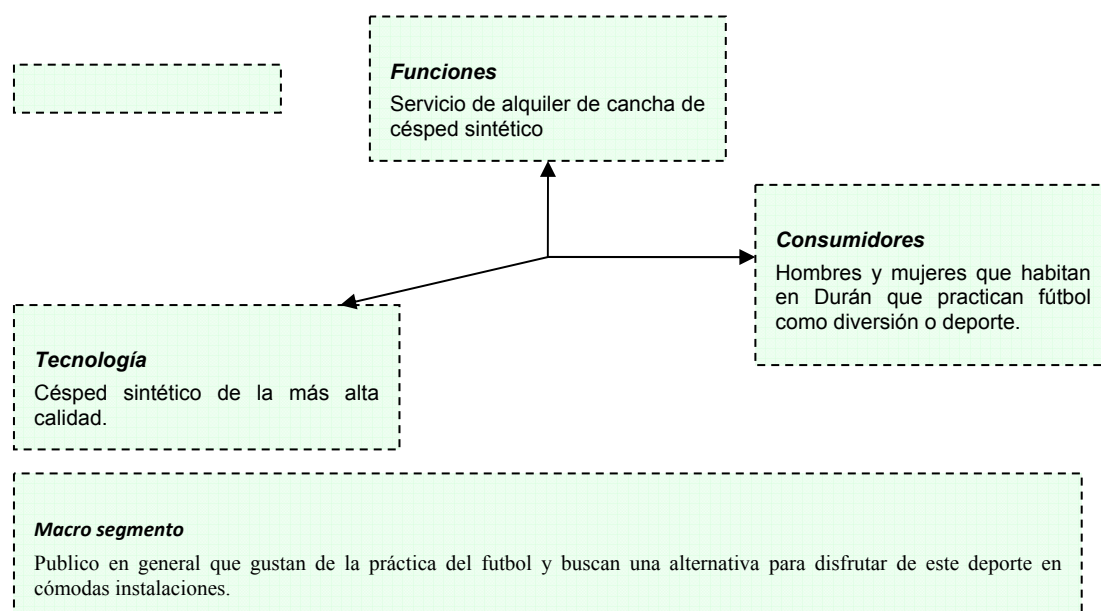 Funciones
Servicio de alquiler de cancha de
césped sintético
Consumidores
Hombres y mujeres que habitan
en Durán que practican fútbol
como diversión o deporte.
Tecnología
Césped sintético de la más alta
calidad.
Macro segmento
Publico en general que gustan de la práctica del futbol y buscan una alternativa para disfrutar de este deporte en
cómodas instalaciones.